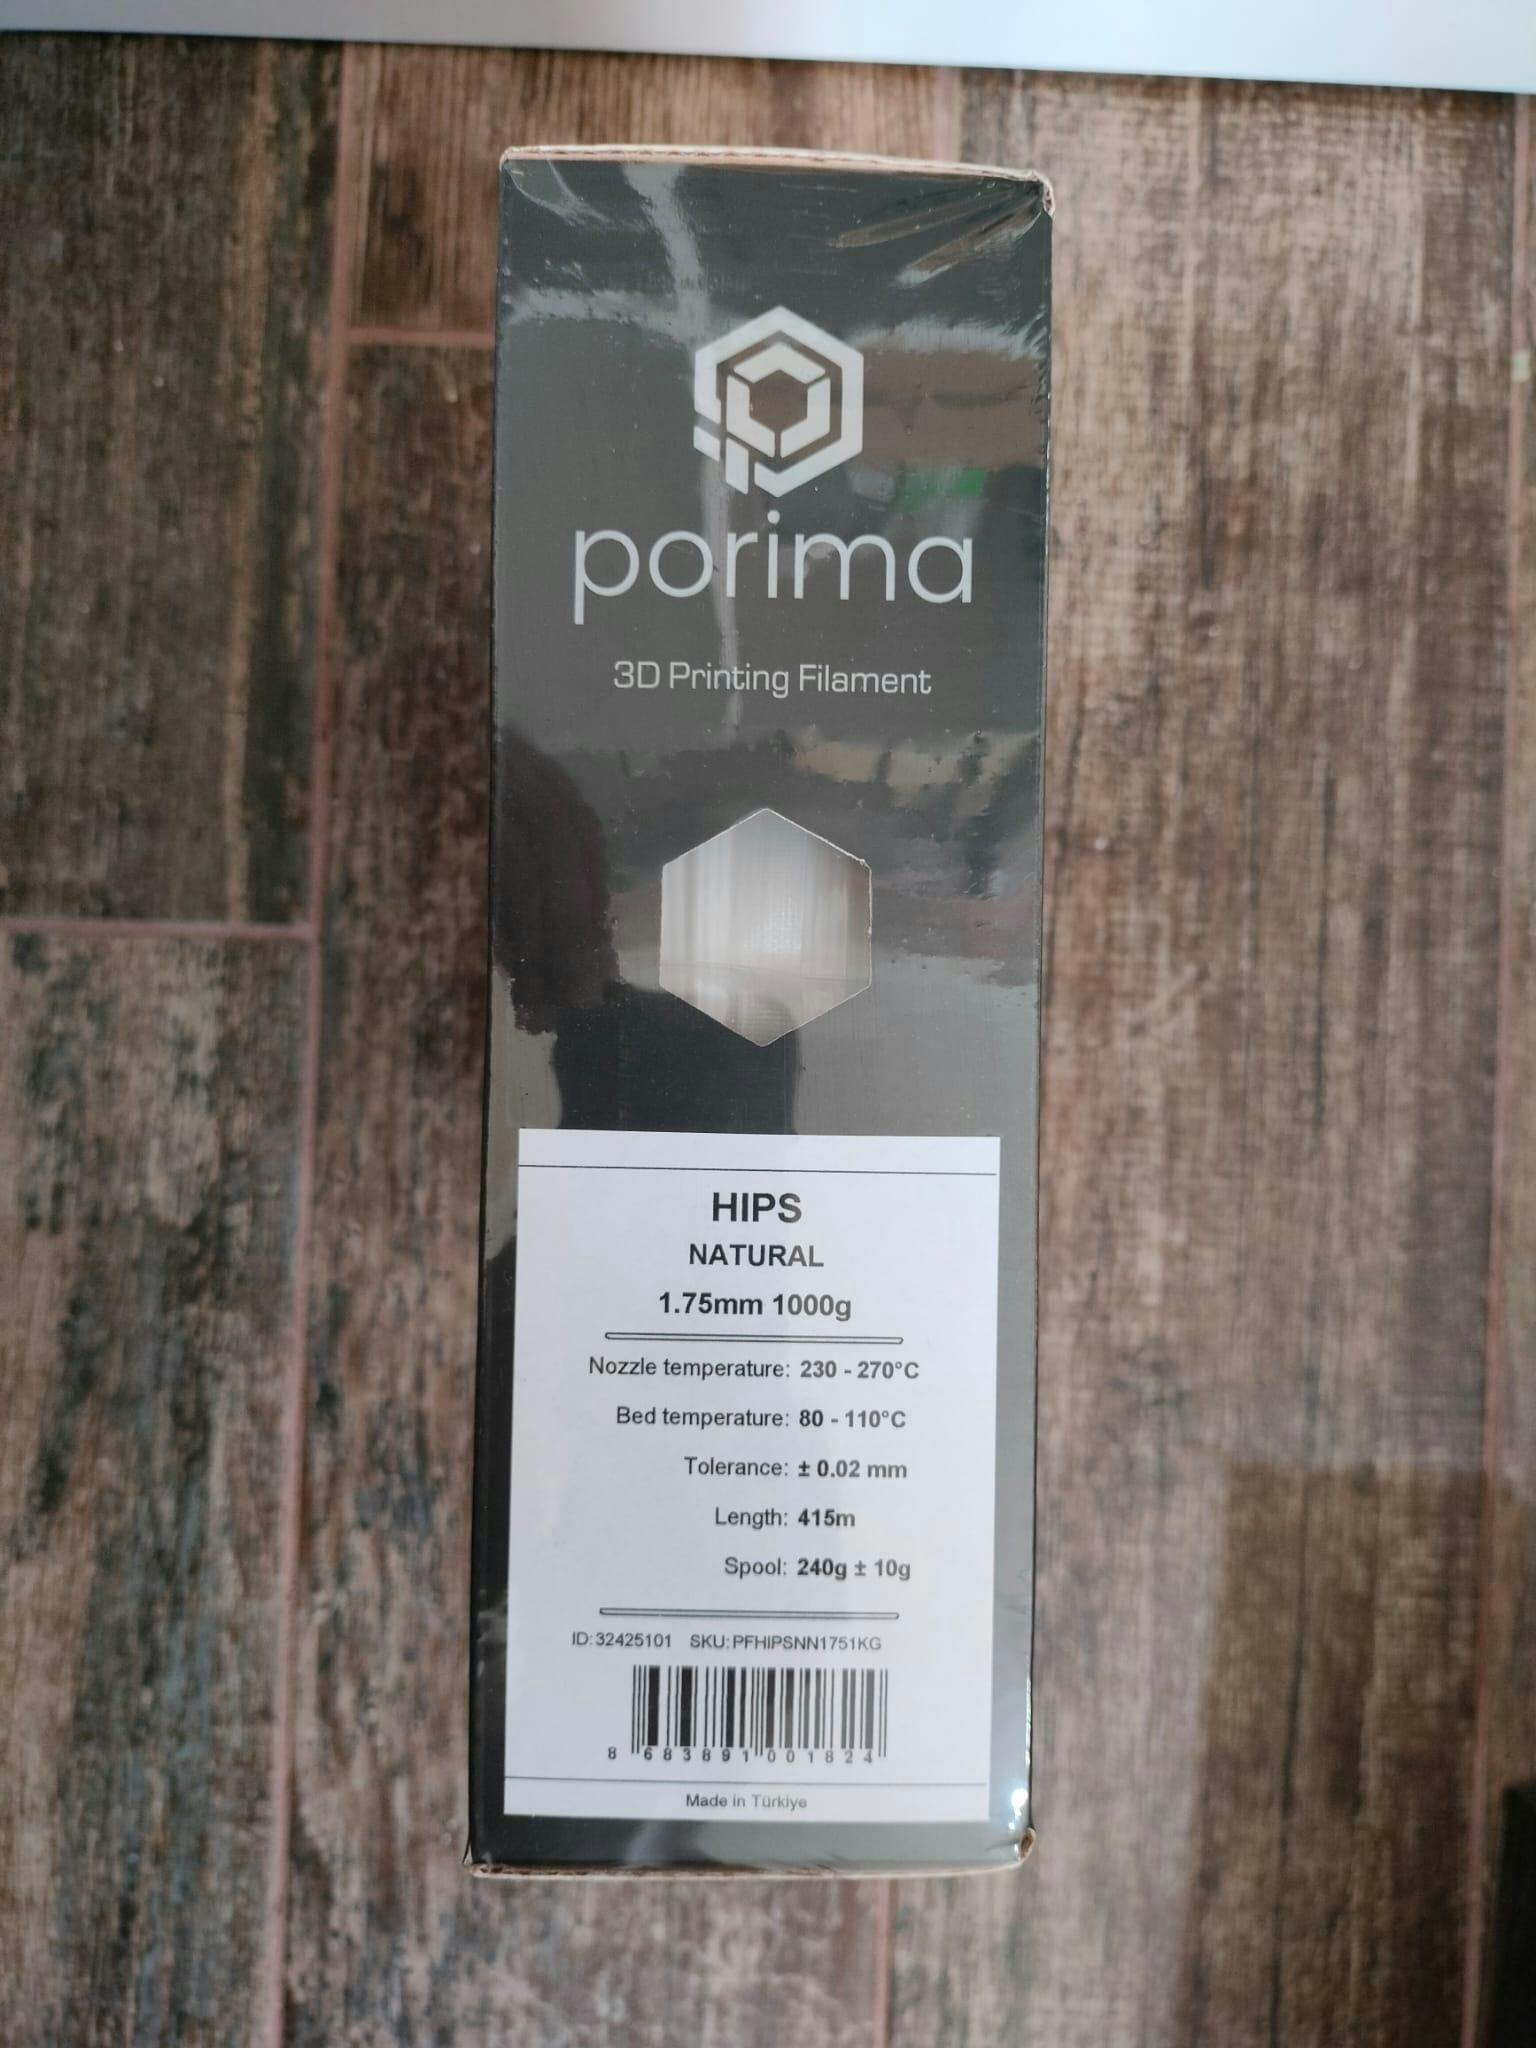 porima
3D Printing Filament
HIPS
NATURAL
1.75mm 1000g
Nozzle temperature: 230 - 270°C
Bed temperature: 80 - 110°C
Tolerance: ± 0.02 mm
Length: 415m
Spool: 240g ± 10g
ID:32425101 SKU:PFHIPSNN1751KG
8 683891 001824
Made in Türkiye